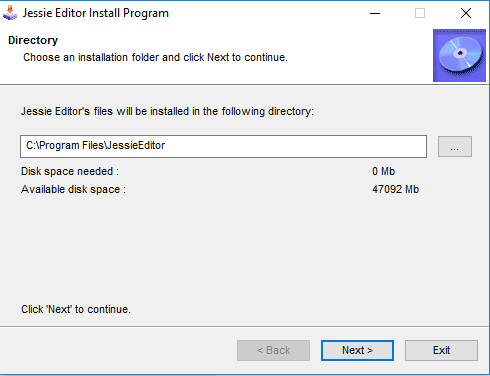 Jessie Editor Install Program
Directory
Choose an installation folder and click Next to continue.
Jessie Editor's files will be installed in the following directory:
C:\Program Files\JessieEditor
...
Disk space needed : 0 Mb
Available disk space : 47092 Mb
Click 'Next' to continue.
< Back Next > Exit